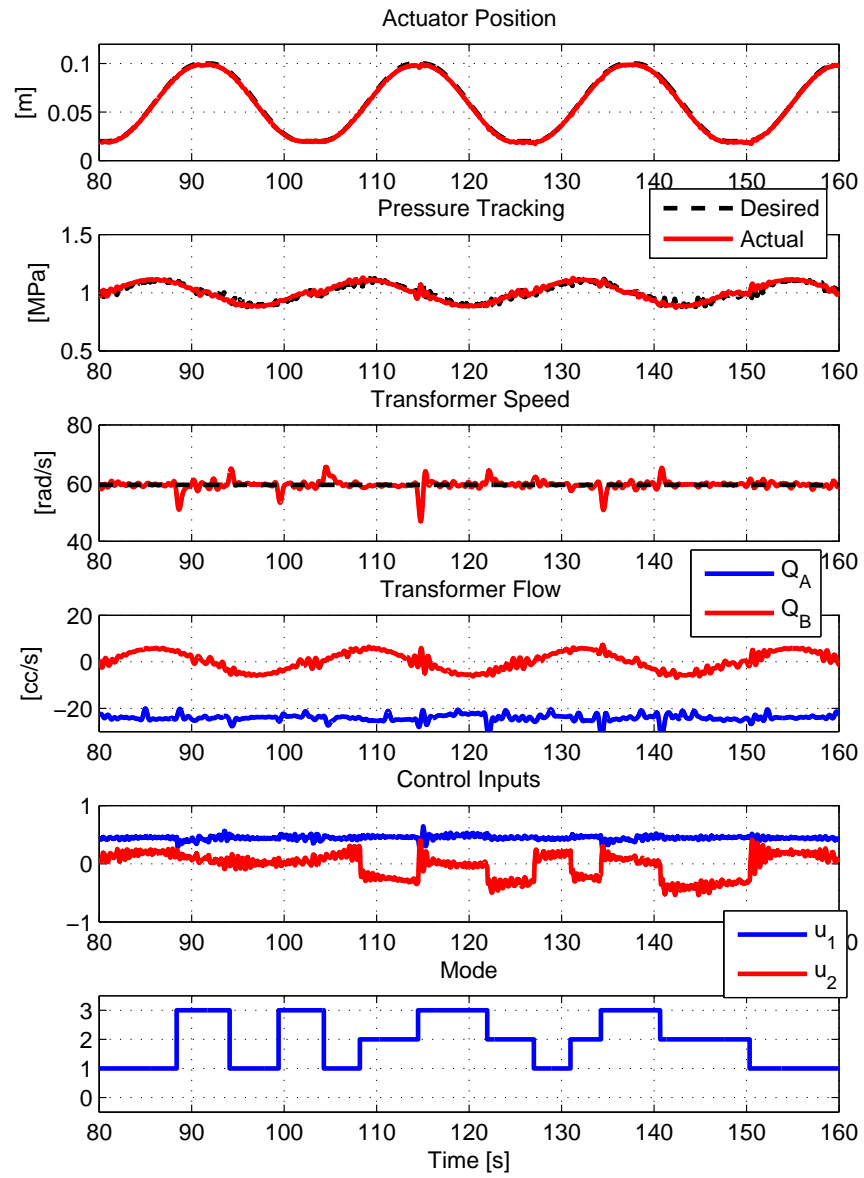 Actuator Position
[m]
0.1
0.05
0
80 90 100 110 120 130 140 150 160
Pressure Tracking
Desired
Actual
[MPa]
1.5
1
0.5
80 90 100 110 120 130 140 150 160
Transformer Speed
[rad/s]
80
60
40
80 90 100 110 120 130 140 150 160
Transformer Flow
Q_A
Q_B
[cc/s]
20
0
−20
80 90 100 110 120 130 140 150 160
Control Inputs
1
0
−1
80 90 100 110 120 130 140 0
u_1
u_2
Mode
3
2
1
0
80 90 100 110 120 130 140 150 160
Time [s]